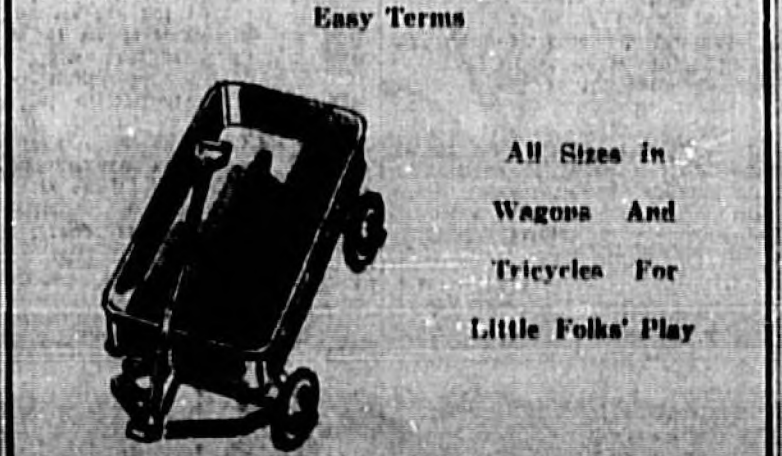 Easy Terms
All Sizes in
Wagons And
Tricycles For
Little Folks' Play